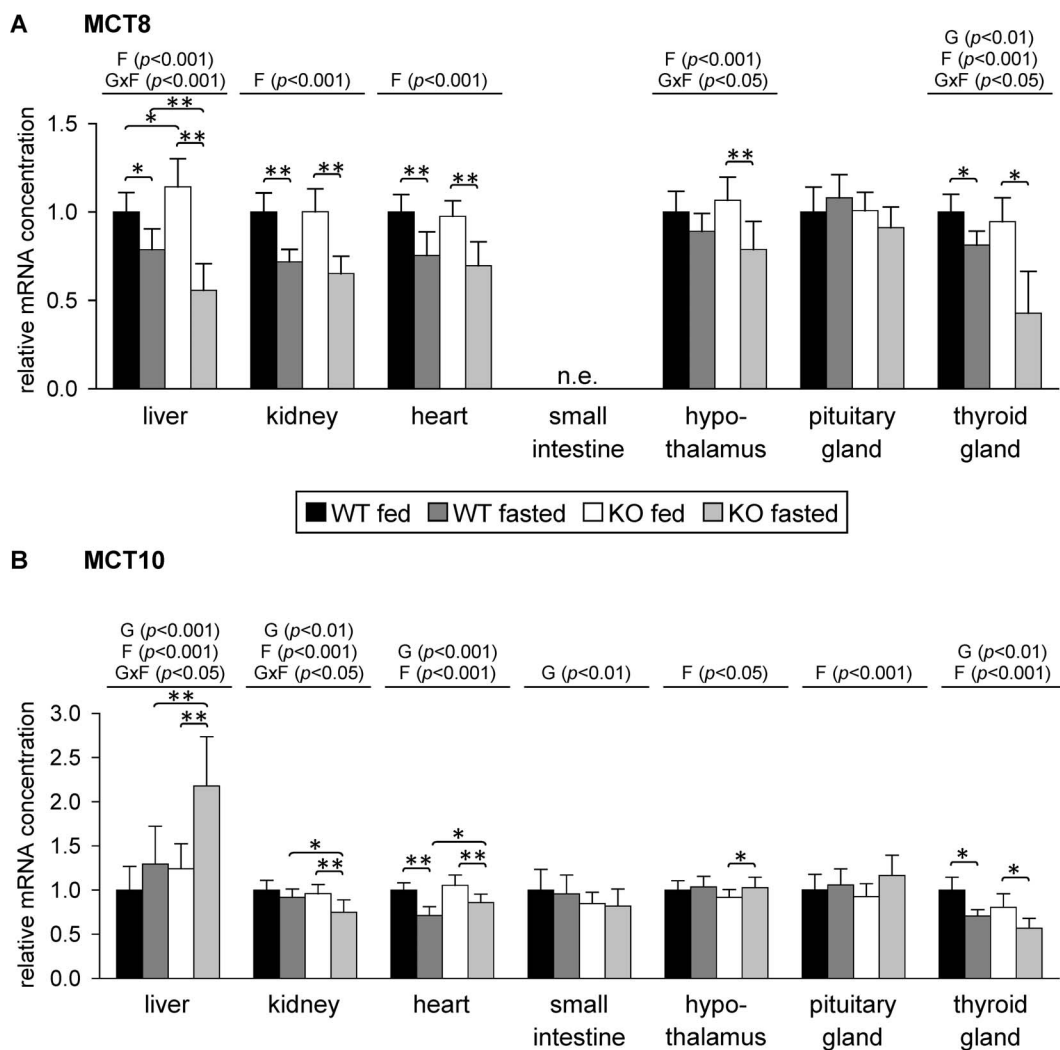 A MCT8
G (p<0.01)
F (p<0.001) F (p<0.001) F (p<0.001)
GxF (p<0.001) F (p<0.001) F (p<0.001) GxF (p<0.05) GxF (p<0.05)
** 
* ** ** ** ** ** ** * *
*
relative mRNA concentration
1.5
1.0
0.5
0.0
n.e.
liver kidney heart small hypo- pituitary thyroid
intestine thalamus gland gland
WT fed WT fasted KO fed KO fasted
B MCT10
G (p<0.001) G (p<0.01)
F (p<0.001) F (p<0.001) G (p<0.001) G (p<0.01)
GxF (p<0.05) GxF (p<0.05) F (p<0.001) G (p<0.01) F (p<0.05) F (p<0.001) F (p<0.001)
** * *
** ** ** ** * * *
relative mRNA concentration
3.0
2.5
2.0
1.5
1.0
0.5
0.0
liver kidney heart small hypo- pituitary thyroid
intestine thalamus gland gland